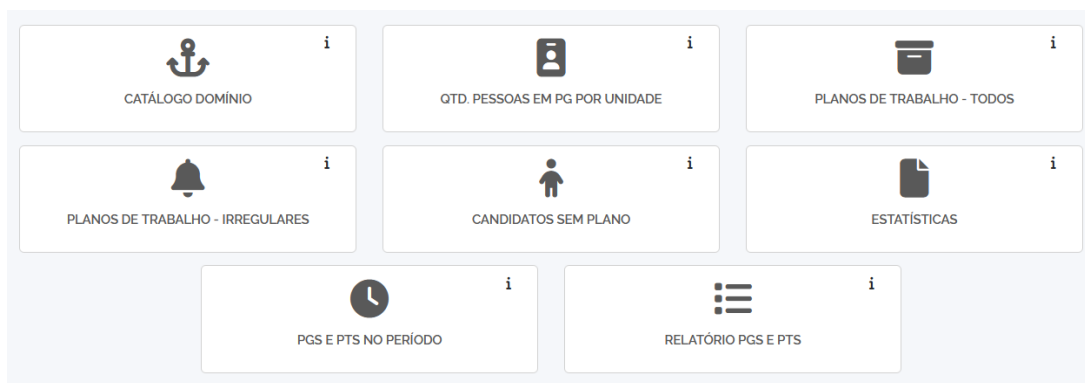 i
CATÁLOGO DOMÍNIO
i
QTD. PESSOAS EM PG POR UNIDADE
i
PLANOS DE TRABALHO - TODOS
i
PLANOS DE TRABALHO - IRREGULARES
i
CANDIDATOS SEM PLANO
i
ESTATÍSTICAS
i
PGS E PTS NO PERÍODO
i
RELATÓRIO PGS E PTS